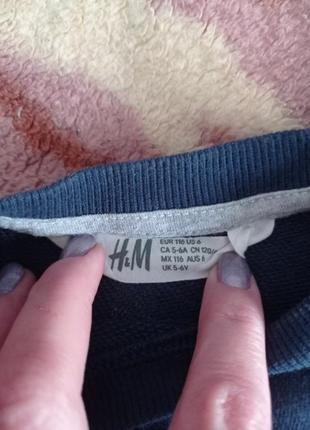 H&M
EUR 116 US 6
CA 5-6A CN 120/
MX 116 AUS 6
UK 5-6Y